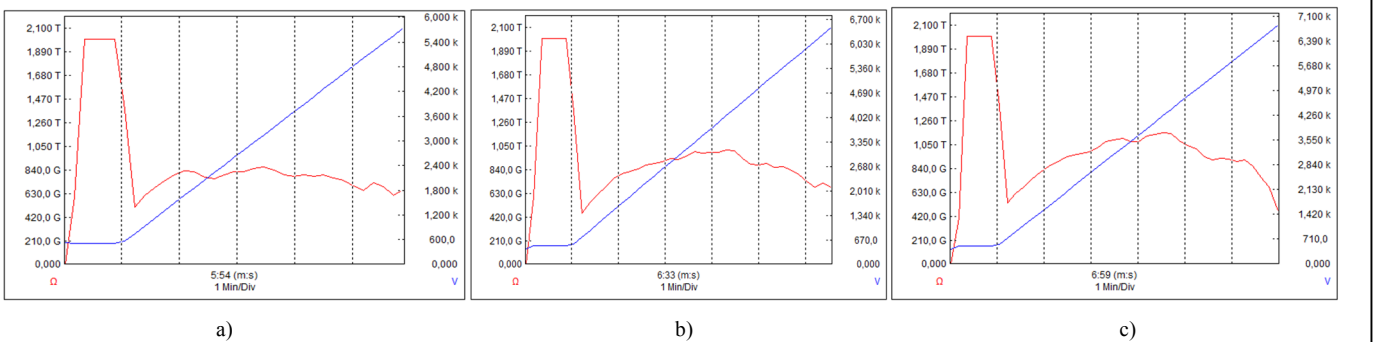 2,100 T
1,890 T
1,680 T
1,470 T
1,260 T
1,050 T
840,0 G
630,0 G
420,0 G
210,0 G
0,000
6,000 k
5,400 k
4,800 k
4,200 k
3,600 k
3,000 k
2,400 k
1,800 k
1,200 k
600,0
0,000
5:54 (m:s)
Ω 1 Min/Div V
a)
2,100 T
1,890 T
1,680 T
1,470 T
1,260 T
1,050 T
840,0 G
630,0 G
420,0 G
210,0 G
0,000
6,700 k
6,030 k
5,360 k
4,690 k
4,020 k
3,350 k
2,680 k
2,010 k
1,340 k
670,0
0,000
6:33 (m:s)
Ω 1 Min/Div V
b)
2,100 T
1,890 T
1,680 T
1,470 T
1,260 T
1,050 T
840,0 G
630,0 G
420,0 G
210,0 G
0,000
7,100 k
6,390 k
5,680 k
4,970 k
4,260 k
3,550 k
2,840 k
2,130 k
1,420 k
710,0
0,000
6:59 (m:s)
Ω 1 Min/Div V
c)